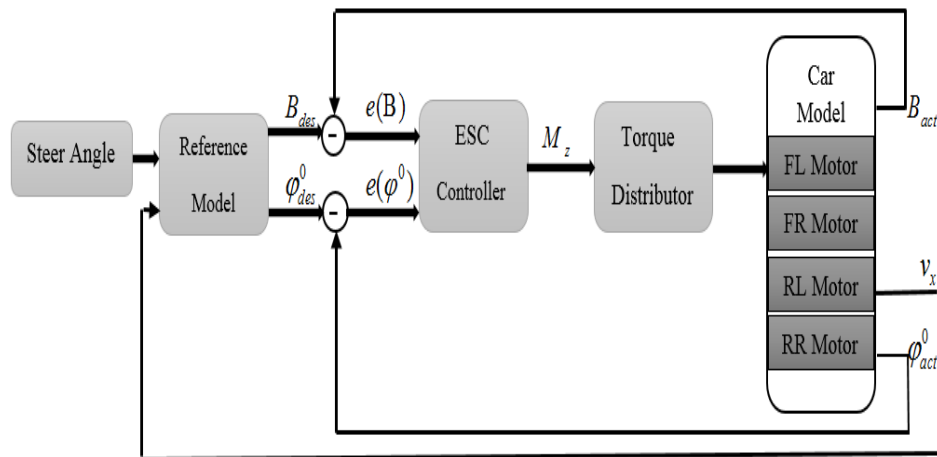 Steer Angle
Reference
Model
B_des
φ⁰_des
-
-
e(B)
e(φ⁰)
ESC
Controller
M_z
Torque
Distributor
Car
Model
FL Motor
FR Motor
RL Motor
RR Motor
B_act
v_x
φ⁰_act